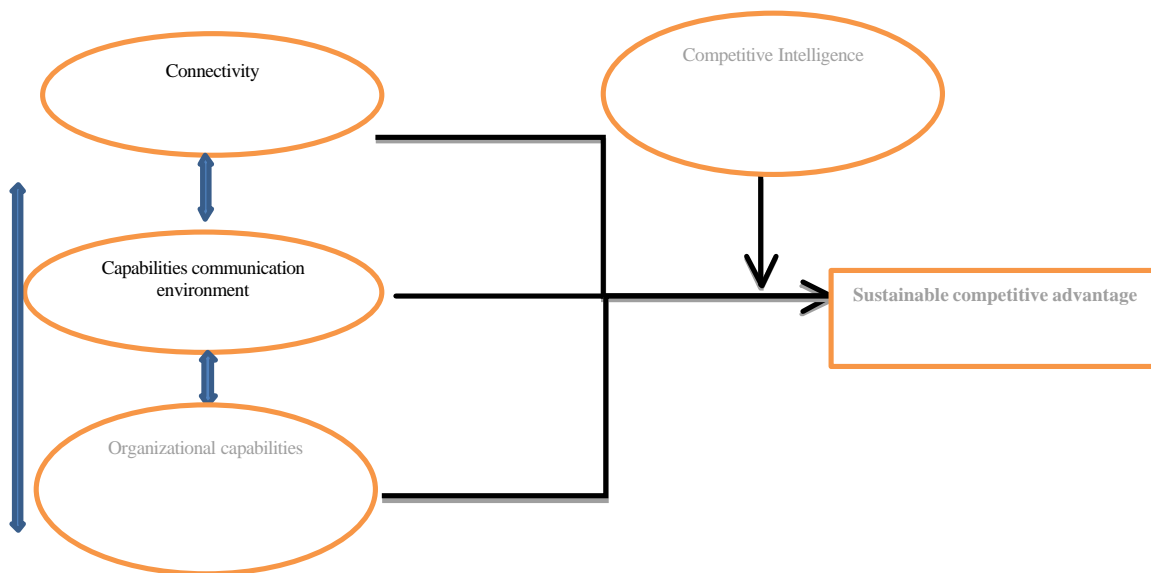 Competitive Intelligence
Connectivity
Capabilities communication
environment
Sustainable competitive advantage
Organizational capabilities